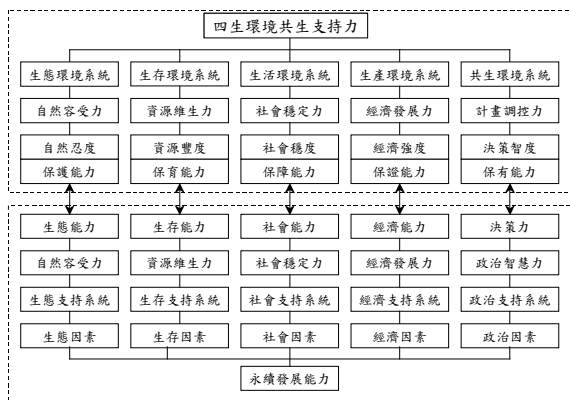 四生環境共生支持力
生態環境系統 生存環境系統 生活環境系統 生產環境系統 共生環境系統
自然容受力 資源維生力 社會穩定力 經濟發展力 計畫調控力
自然忍度 資源豐度 社會穩度 經濟強度 決策智度
保護能力 保育能力 保障能力 保證能力 保有能力
生態能力 生存能力 社會能力 經濟能力 決策力
自然容受力 資源維生力 社會穩定力 經濟發展力 政治智慧力
生態支持系統 生存支持系統 社會支持系統 經濟支持系統 政治支持系統
生態因素 生存因素 社會因素 經濟因素 政治因素
永續發展能力